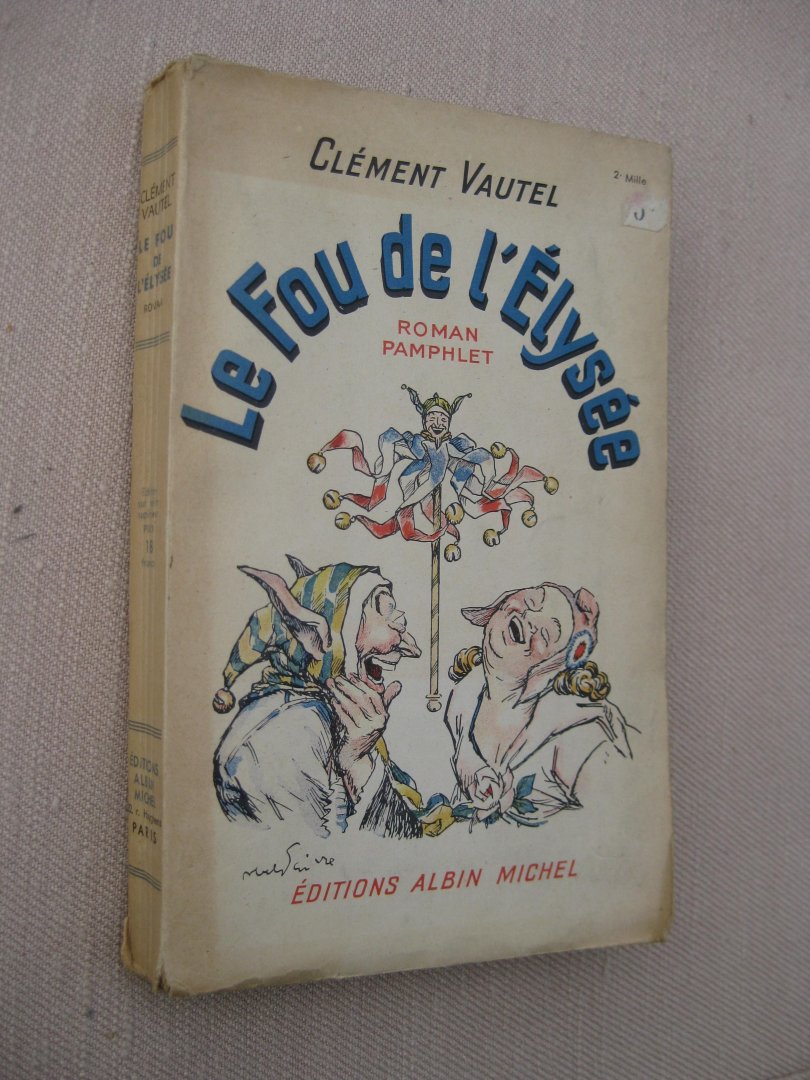 CLÉMENT VAUTEL
2e Mille
Le Fou de l'Élysée
ROMAN
PAMPHLET
ÉDITIONS ALBIN MICHEL
CLÉMENT
VAUTEL
LE FOU
DE
L'ÉLYSÉE
ROMAN
18
ÉDITIONS
ALBIN
MICHEL
PARIS